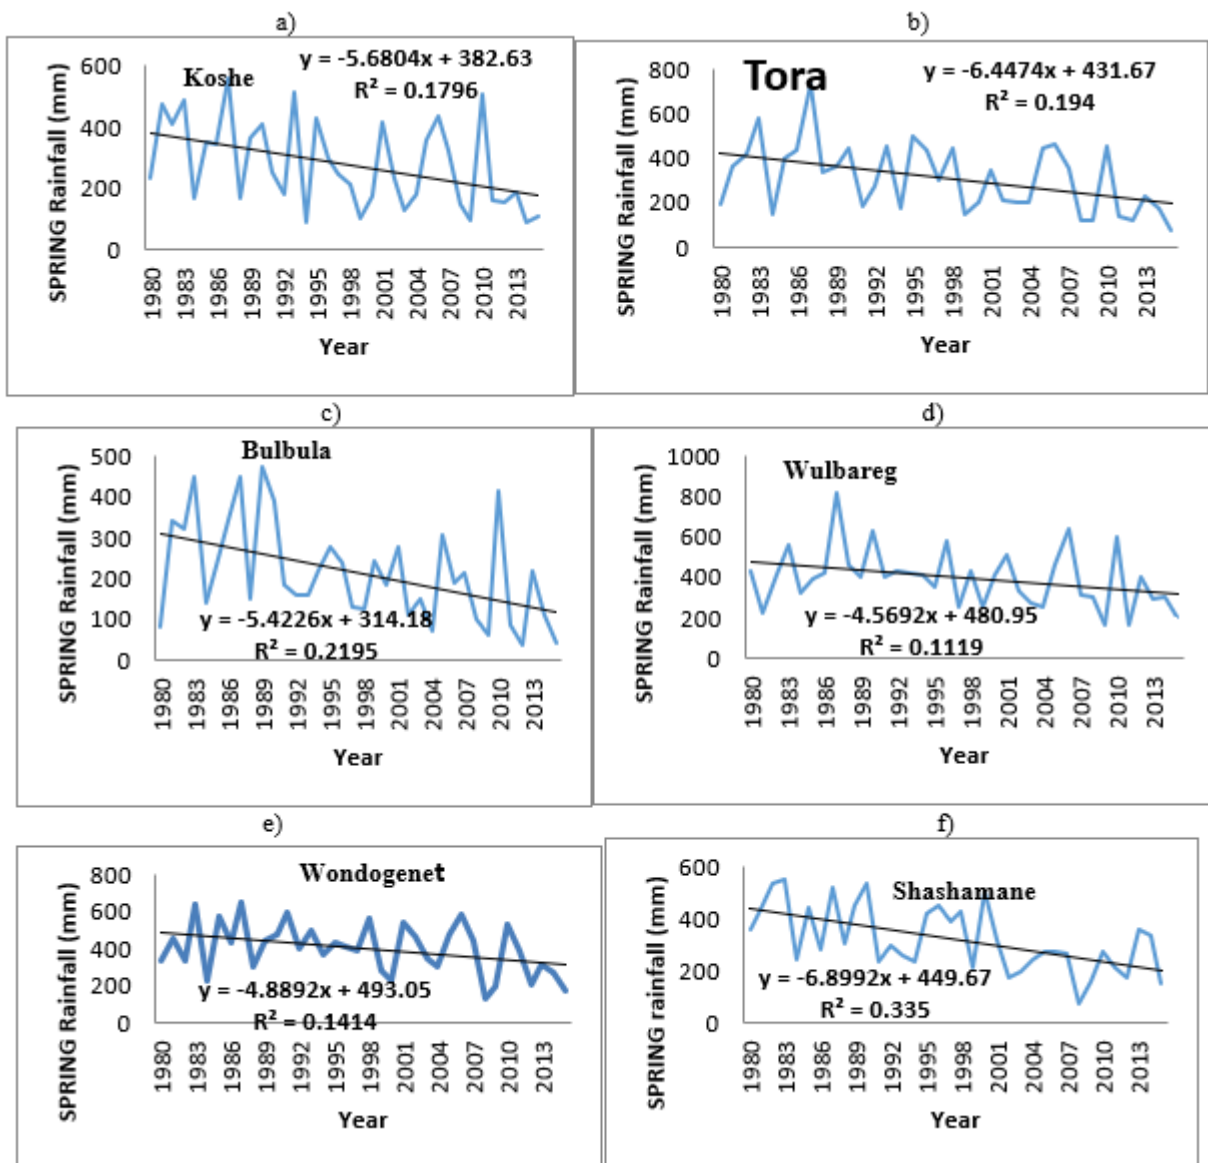 a)
SPRING Rainfall (mm)
Koshe
y = -5.6804x + 382.63
R² = 0.1796
600
400
200
0
1980
1983
1986
1989
1992
1995
1998
2001
2004
2007
2010
2013
Year
b)
SPRING Rainfall (mm)
Tora
y = -6.4474x + 431.67
R² = 0.194
800
600
400
200
0
1980
1983
1986
1989
1992
1995
1998
2001
2004
2007
2010
2013
Year
c)
SPRING Rainfall (mm)
Bulbula
500
400
300
200
100
0
y = -5.4226x + 314.18
R² = 0.2195
1980
1983
1986
1989
1992
1995
1998
2001
2004
2007
2010
2013
Year
d)
SPRING Rainfall (mm)
Wulbareg
1000
800
600
400
200
0
y = -4.5692x + 480.95
R² = 0.1119
1980
1983
1986
1989
1992
1995
1998
2001
2004
2007
2010
2013
Year
e)
SPRING Rainfall (mm)
Wondogenet
800
600
400
200
0
y = -4.8892x + 493.05
R² = 0.1414
1980
1983
1986
1989
1992
1995
1998
2001
2004
2007
2010
2013
Year
f)
SPRING rainfall (mm)
Shashamane
600
400
200
0
y = -6.8992x + 449.67
R² = 0.335
1980
1983
1986
1989
1992
1995
1998
2001
2004
2007
2010
2013
Year